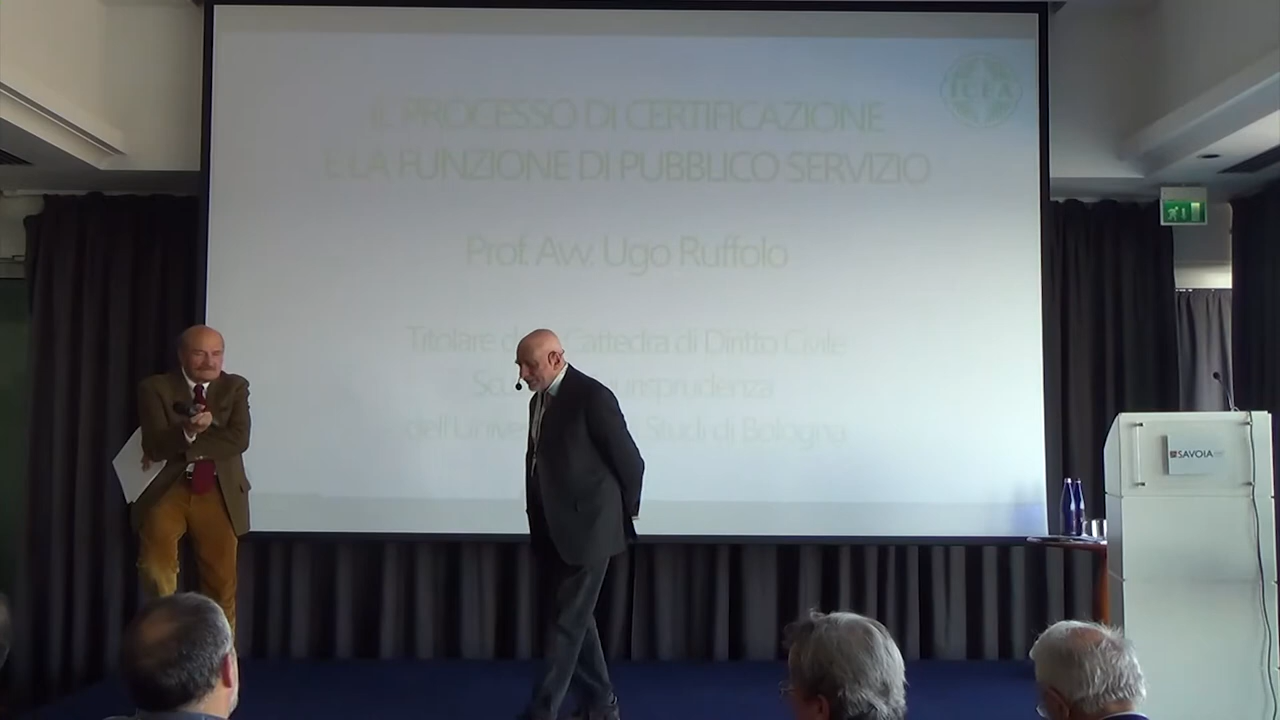 IL PROCESSO DI CERTIFICAZIONE
E LA FUNZIONE DI PUBBLICO SERVIZIO
Prof. Avv. Ugo Ruffolo
Titolare Cattedra di Diritto Civile
Studi di Bologna
SAVOIA